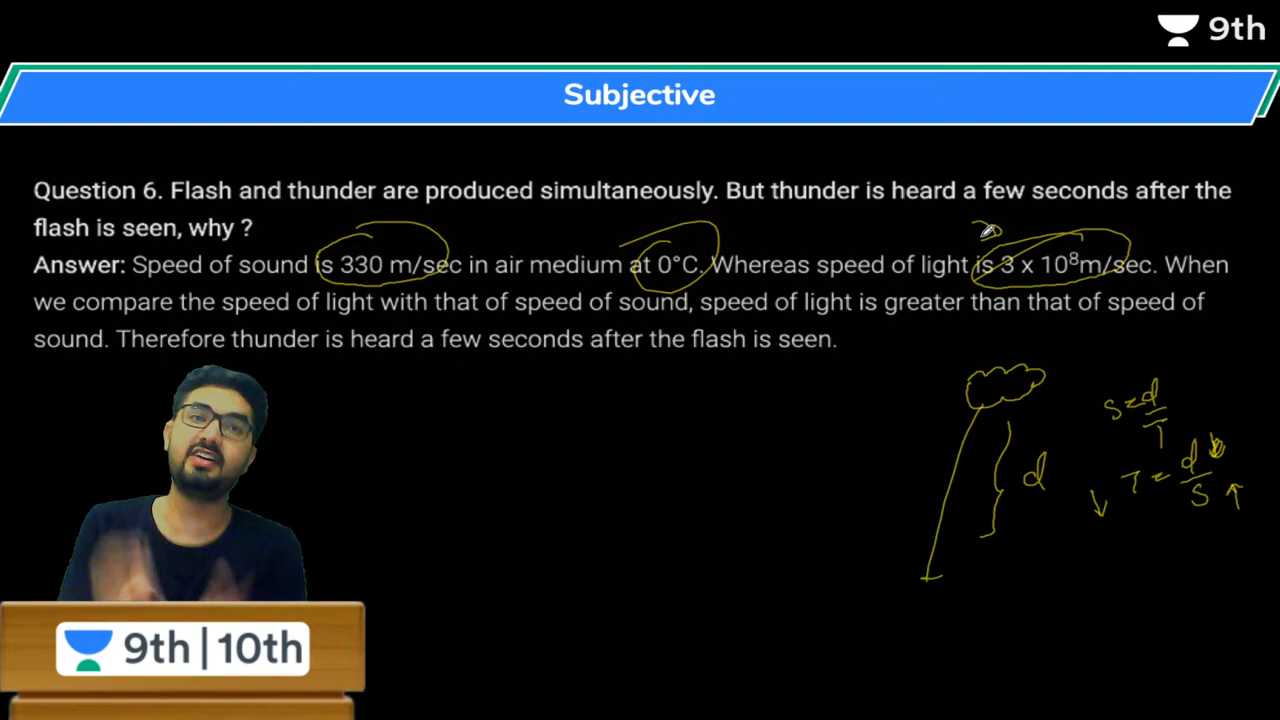 9th
Subjective
Question 6. Flash and thunder are produced simultaneously. But thunder is heard a few seconds after the
flash is seen, why ?
Answer: Speed of sound is 330 m/sec in air medium at 0°C. Whereas speed of light is 3 x 10⁸m/sec. When
we compare the speed of light with that of speed of sound, speed of light is greater than that of speed of
sound. Therefore thunder is heard a few seconds after the flash is seen.
S = d/T
d
T = d/S
9th | 10th